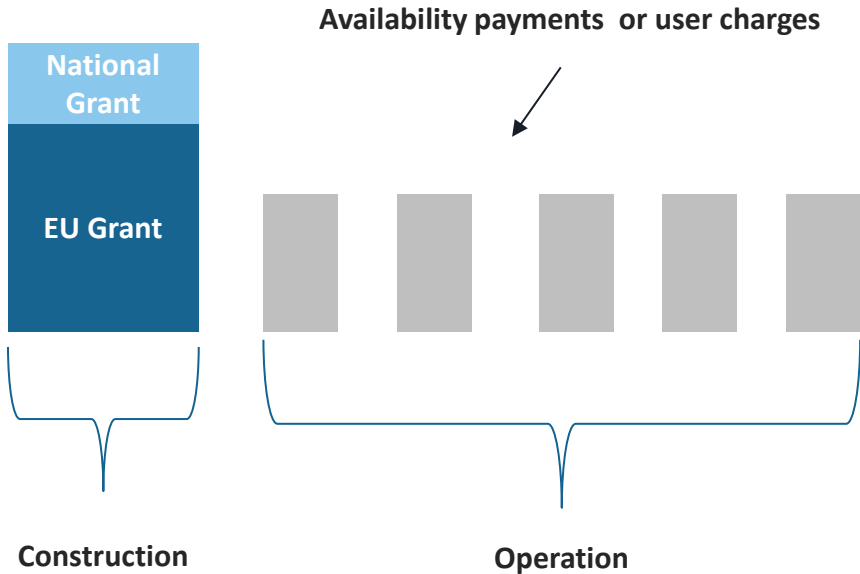 Availability payments or user charges
National
Grant
EU Grant
Construction
Operation